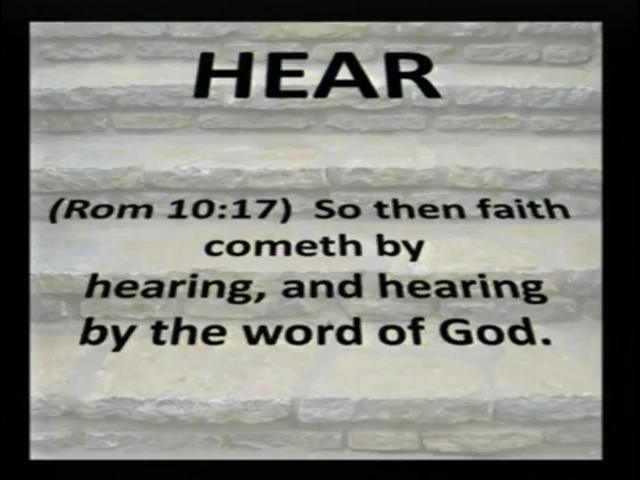 HEAR
(Rom 10:17) So then faith
cometh by
hearing, and hearing
by the word of God.